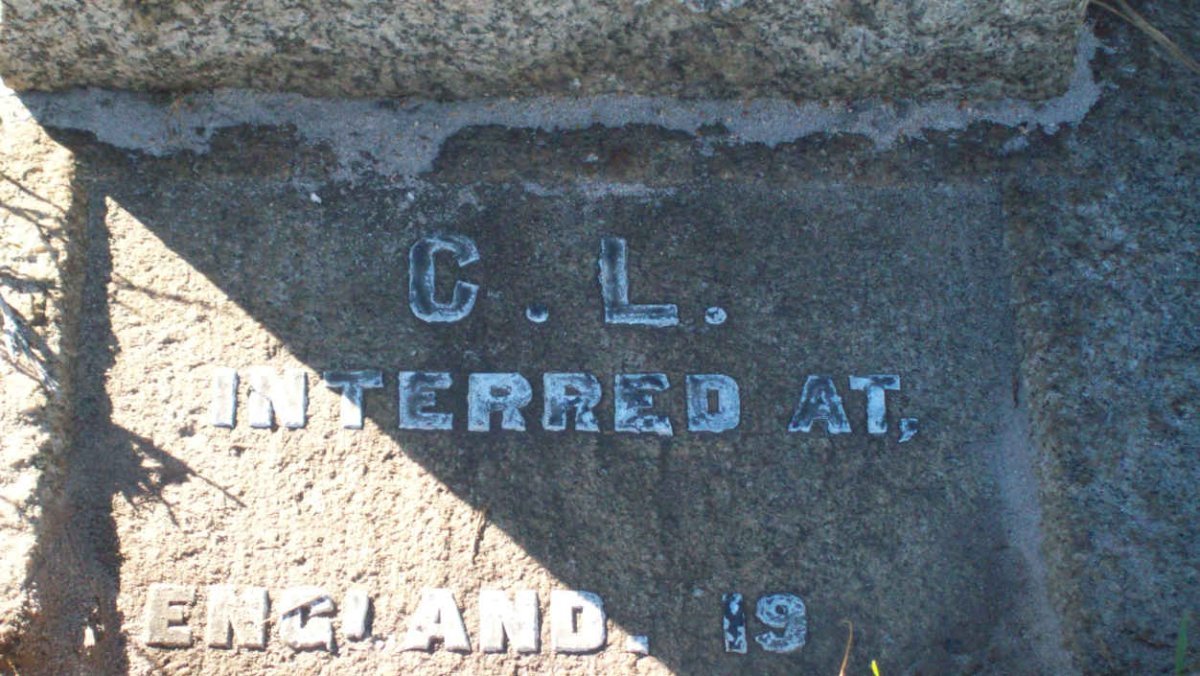 C. L.
INTERRED AT,
ENGLAND. 19